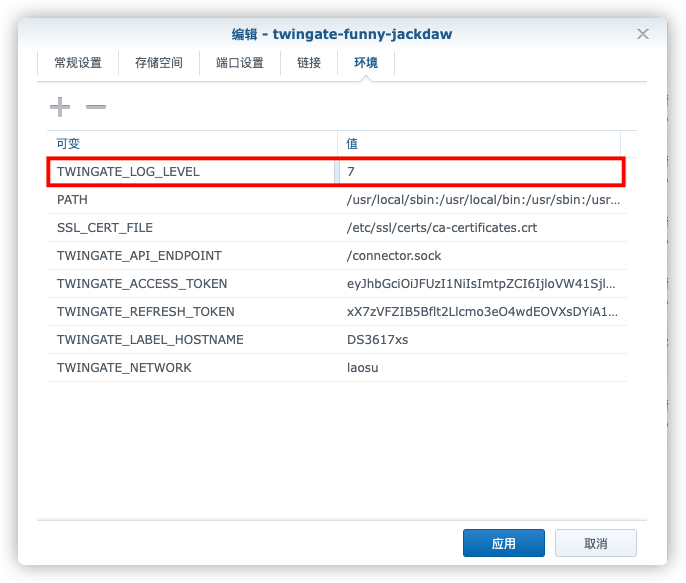 编辑 - twingate-funny-jackdaw
常规设置 存储空间 端口设置 链接 环境
可变 值
TWINGATE_LOG_LEVEL 7
PATH /usr/local/sbin:/usr/local/bin:/usr/sbin:/usr...
SSL_CERT_FILE /etc/ssl/certs/ca-certificates.crt
TWINGATE_API_ENDPOINT /connector.sock
TWINGATE_ACCESS_TOKEN eyJhbGciOiJFUzI1NiIsImtpZCI6IjloVW41Sjl...
TWINGATE_REFRESH_TOKEN xX7zVFZIB5Bflt2Llcmo3eO4wdEOVXsDYiA1...
TWINGATE_LABEL_HOSTNAME DS3617xs
TWINGATE_NETWORK laosu
应用 取消